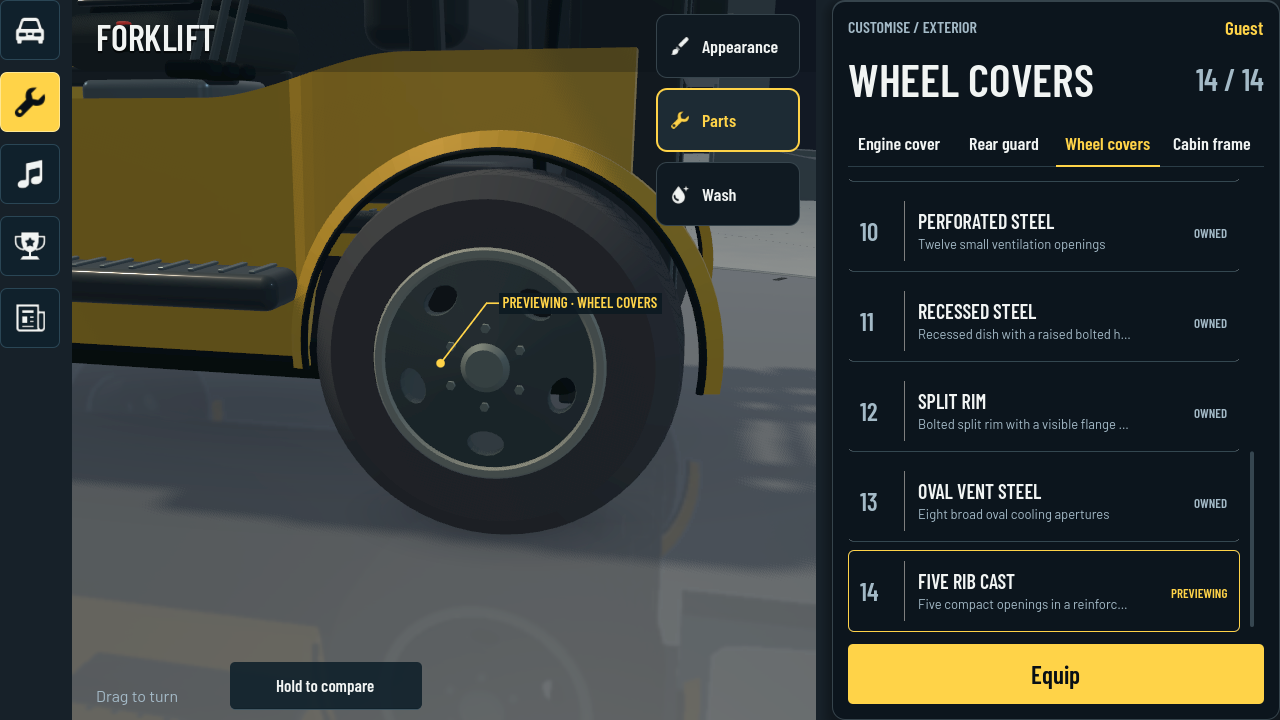 FORKLIFT
Appearance
Parts
Wash
PREVIEWING · WHEEL COVERS
Drag to turn
Hold to compare
CUSTOMISE / EXTERIOR
Guest
WHEEL COVERS
14 / 14
Engine cover
Rear guard
Wheel covers
Cabin frame
10
PERFORATED STEEL
Twelve small ventilation openings
OWNED
11
RECESSED STEEL
Recessed dish with a raised bolted h...
OWNED
12
SPLIT RIM
Bolted split rim with a visible flange ...
OWNED
13
OVAL VENT STEEL
Eight broad oval cooling apertures
OWNED
14
FIVE RIB CAST
Five compact openings in a reinforc...
PREVIEWING
Equip